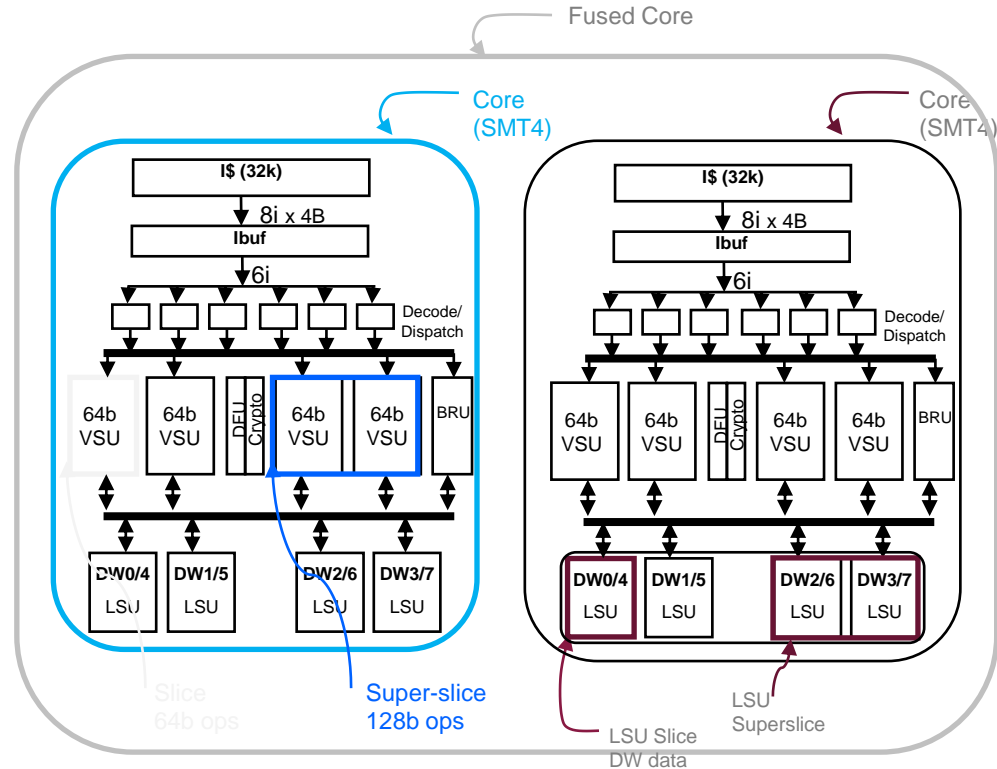 Fused Core
Core
(SMT4)
I$ (32k)
8i x 4B
Ibuf
6i
Decode/
Dispatch
64b
VSU
64b
VSU
DFU
Crypto
64b
VSU
64b
VSU
BRU
DW0/4
LSU
DW1/5
LSU
DW2/6
LSU
DW3/7
LSU
Slice
64b ops
Super-slice
128b ops
Core
(SMT4)
I$ (32k)
8i x 4B
Ibuf
6i
Decode/
Dispatch
64b
VSU
64b
VSU
DFU
Crypto
64b
VSU
64b
VSU
BRU
DW0/4
LSU
DW1/5
LSU
DW2/6
LSU
DW3/7
LSU
LSU Slice
DW data
LSU
Superslice